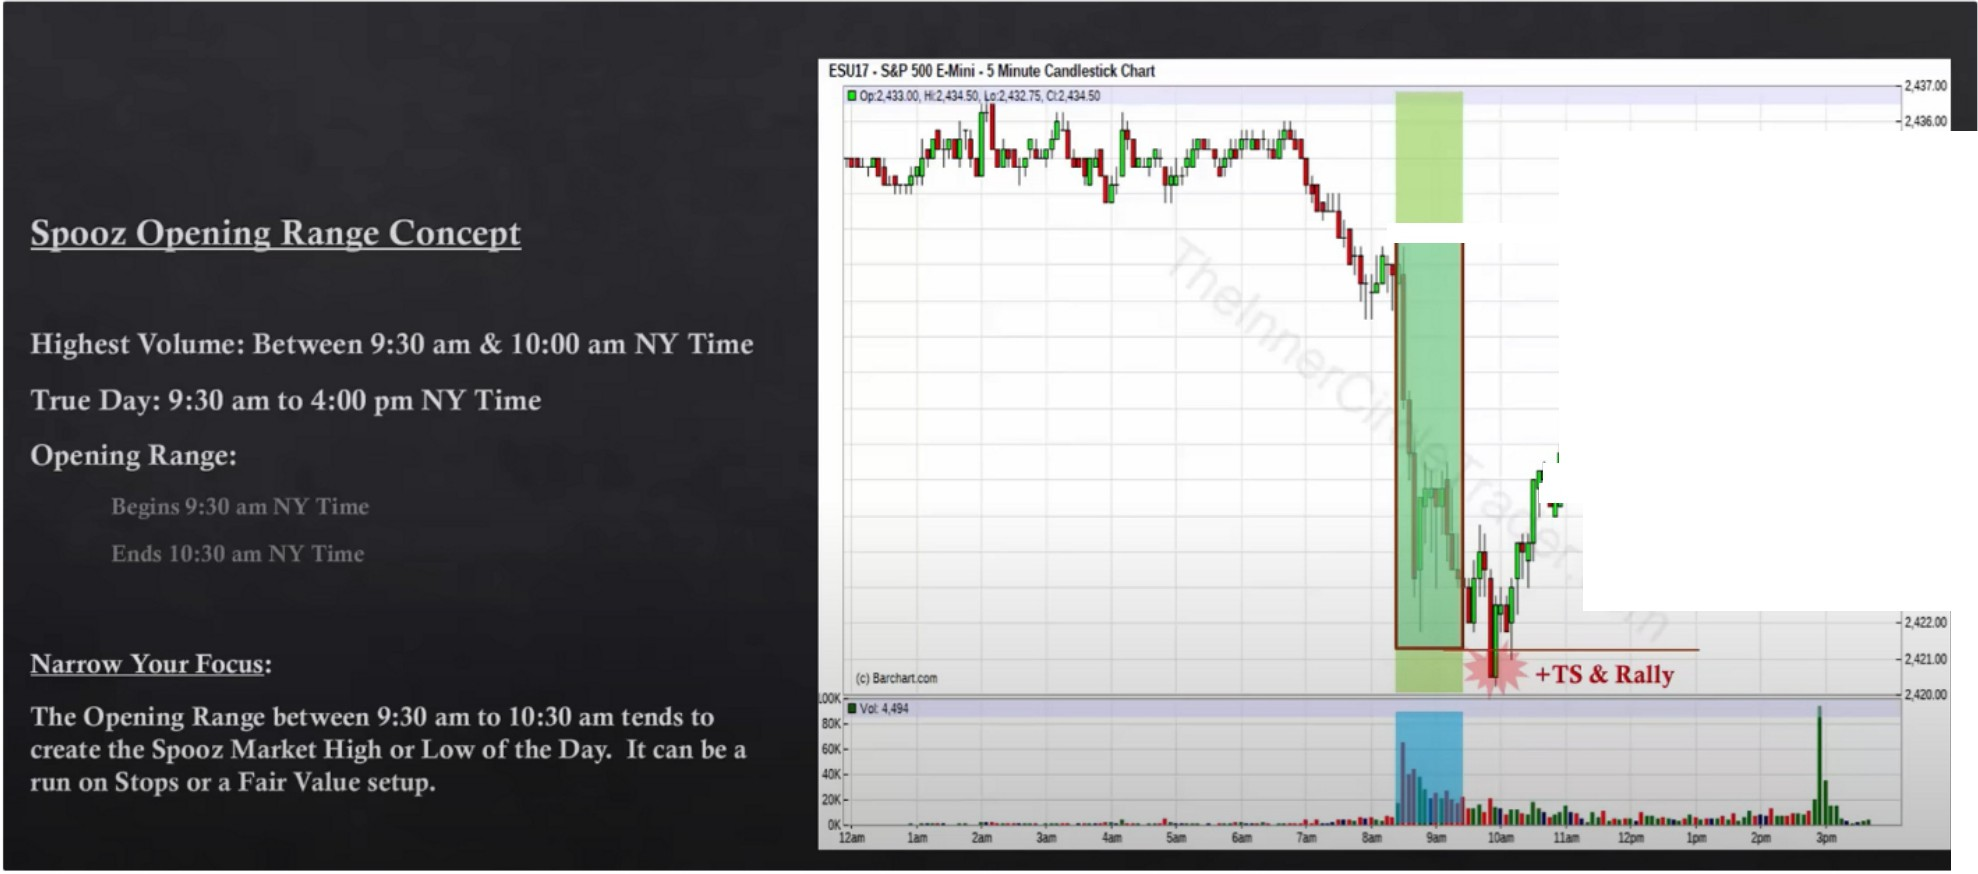 Spooz Opening Range Concept
Highest Volume: Between 9:30 am & 10:00 am NY Time
True Day: 9:30 am to 4:00 pm NY Time
Opening Range:
Begins 9:30 am NY Time
Ends 10:30 am NY Time
Narrow Your Focus:
The Opening Range between 9:30 am to 10:30 am tends to
create the Spooz Market High or Low of the Day.  It can be a
run on Stops or a Fair Value setup.
ESU17 - S&P 500 E-Mini - 5 Minute Candlestick Chart
Op:2,433.00, Hi:2,434.50, Lo:2,432.75, Cl:2,434.50
2,437.00
2,436.00
2,422.00
2,421.00
2,420.00
+TS & Rally
(c) Barchart.com
Vol: 4,494
80K
60K
40K
20K
0K
12am 1am 2am 3am 4am 5am 6am 7am 8am 9am 10am 11am 12pm 1pm 2pm 3pm